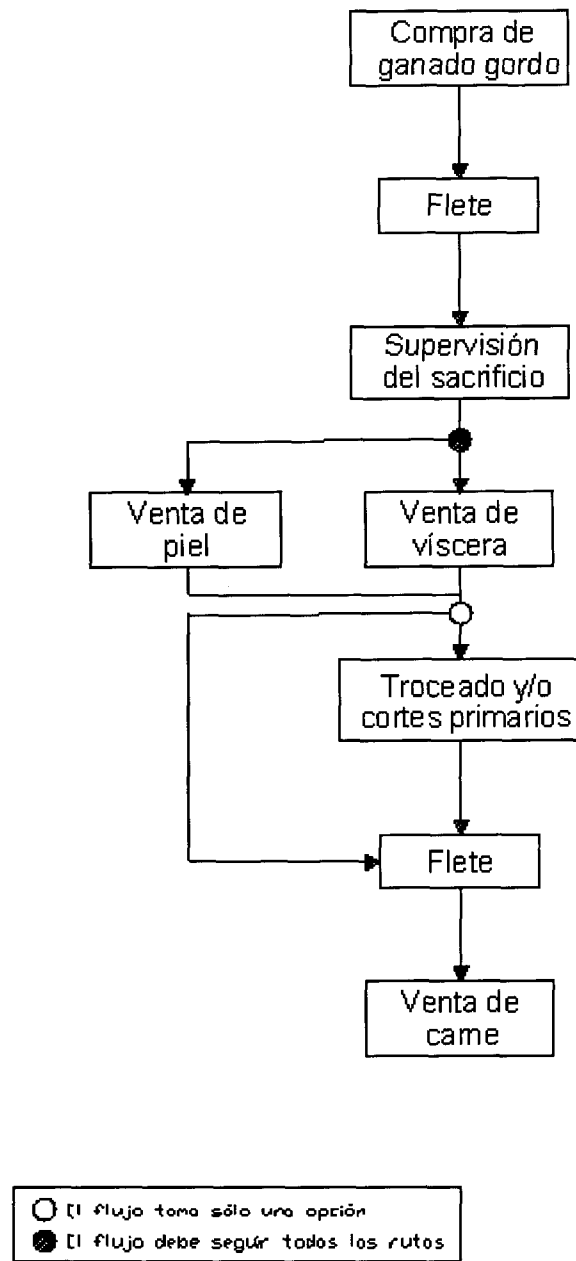 Compra de
ganado gordo
Flete
Supervisión
del sacrificio
Venta de
piel
Venta de
víscera
Troceado y/o
cortes primarios
Flete
Venta de
carne
El flujo toma sólo una opción
El flujo debe seguir todas las rutas